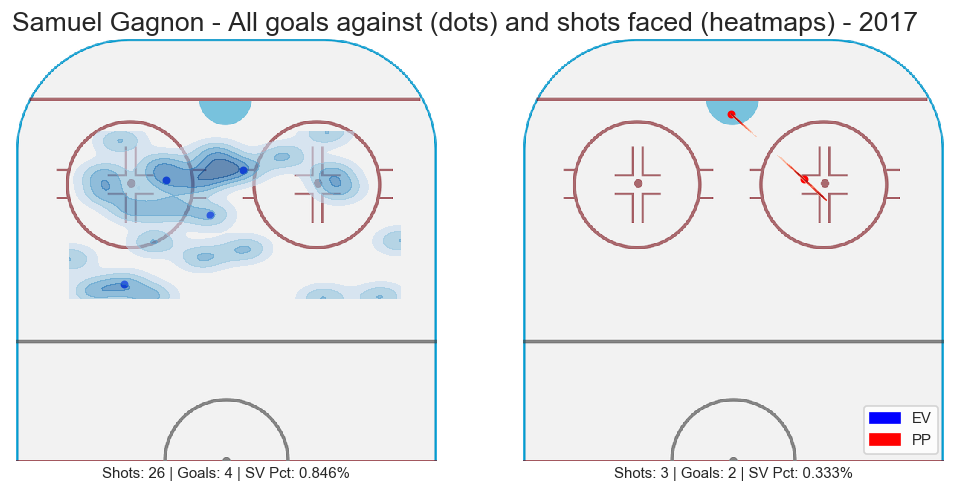 Samuel Gagnon - All goals against (dots) and shots faced (heatmaps) - 2017
EV
PP
Shots: 26 | Goals: 4 | SV Pct: 0.846%
Shots: 3 | Goals: 2 | SV Pct: 0.333%